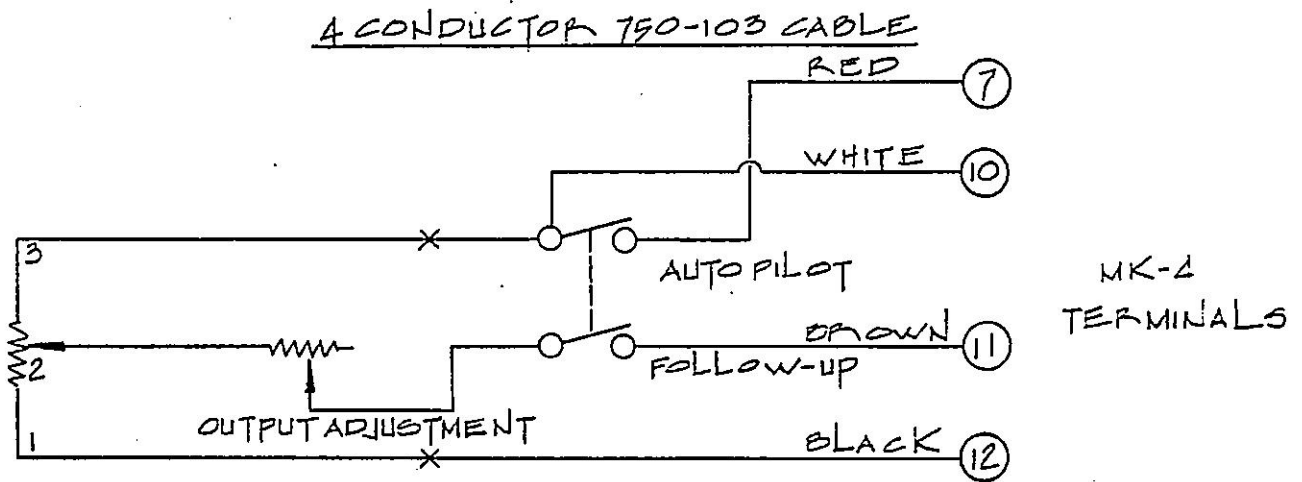 4 CONDUCTOR 750-103 CABLE
RED
7
WHITE
10
3
AUTO PILOT
MK-4
TERMINALS
BROWN
11
2
FOLLOW-UP
OUTPUT ADJUSTMENT
1
BLACK
12